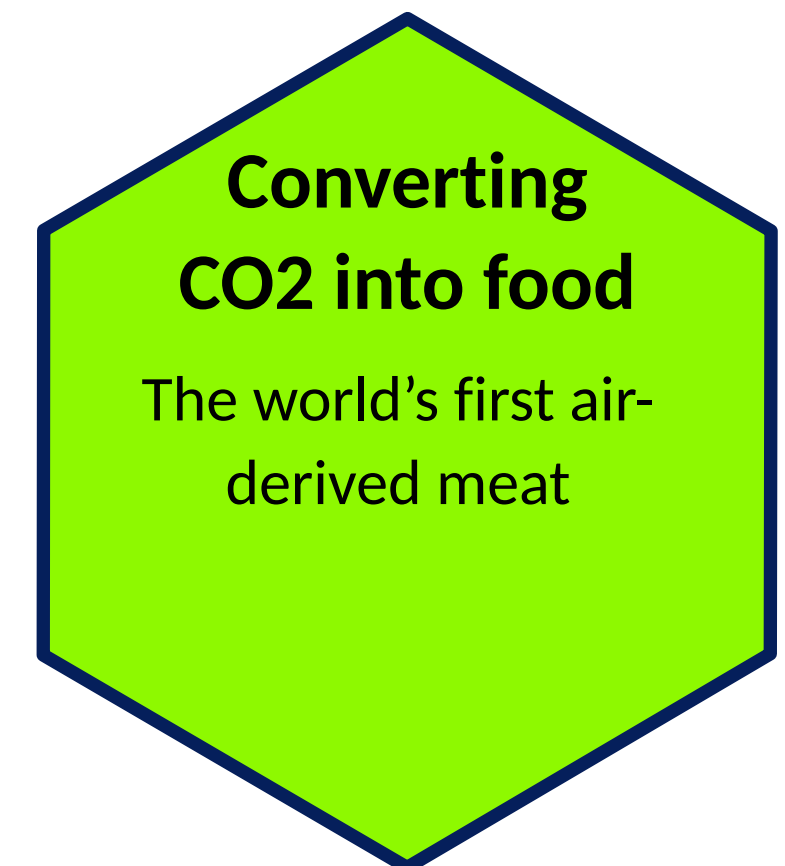 Converting
CO2 into food
The world’s first air-
derived meat